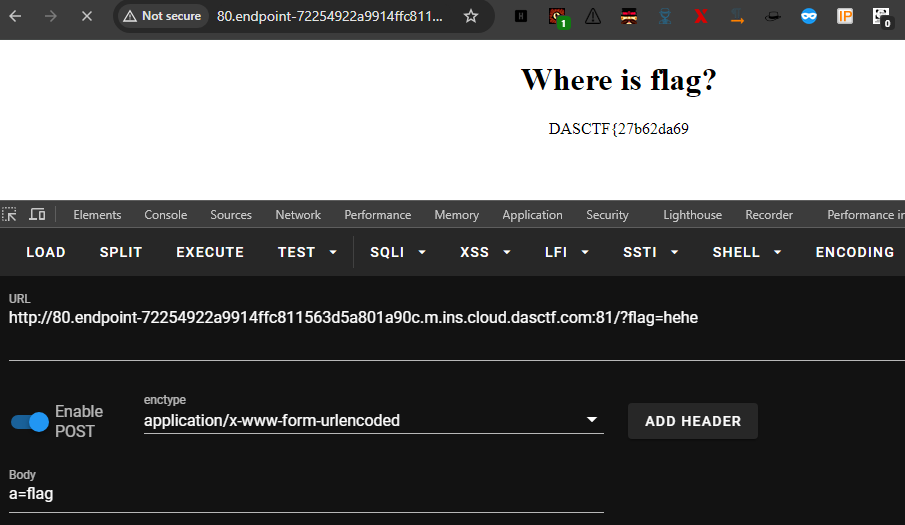 Not secure 80.endpoint-72254922a9914ffc811...
H 1 X IP 0
Where is flag?
DASCTF{27b62da69
Elements Console Sources Network Performance Memory Application Security Lighthouse Recorder Performance in
LOAD SPLIT EXECUTE TEST SQLI XSS LFI SSTI SHELL ENCODING
URL
http://80.endpoint-72254922a9914ffc811563d5a801a90c.m.ins.cloud.dasctf.com:81/?flag=hehe
Enable
POST
enctype
application/x-www-form-urlencoded
ADD HEADER
Body
a=flag